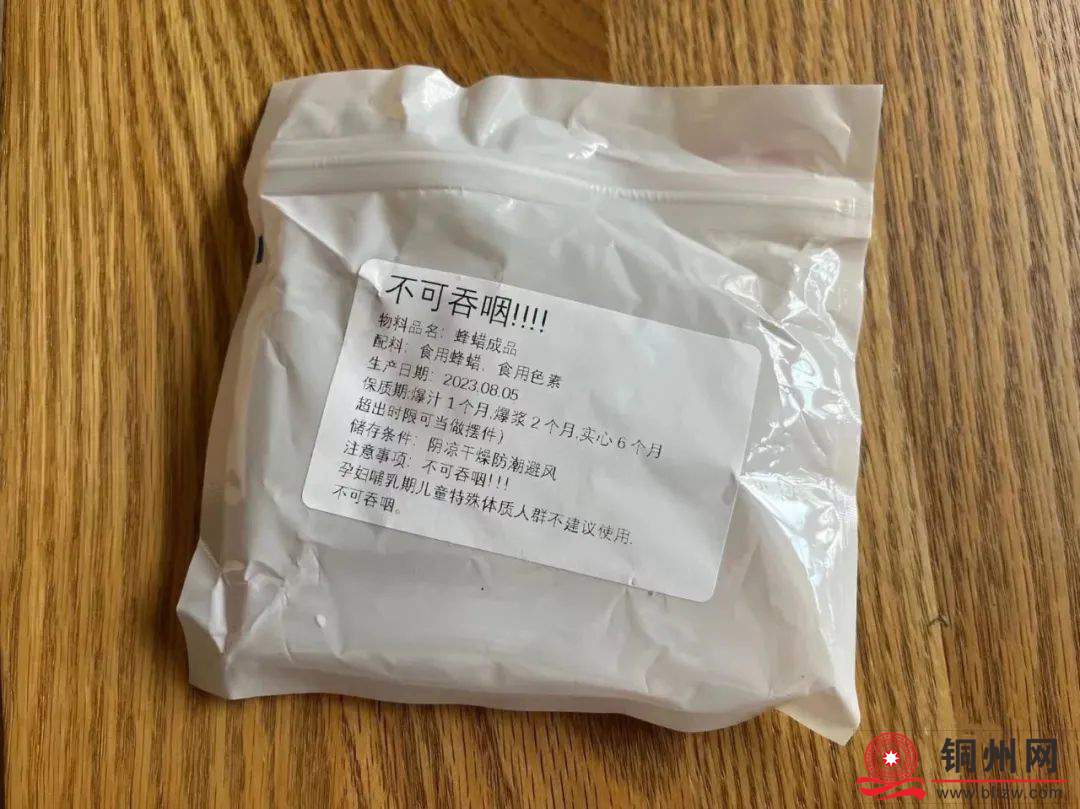 不可吞咽!!!!
物料品名：蜂蜡成品
配料：食用蜂蜡、食用色素
生产日期：2023.08.05
保质期:爆汁1个月,爆浆2个月,实心6个月
超出时限可当做摆件)
储存条件：阴凉干燥防潮避风
注意事项：不可吞咽!!!
孕妇哺乳期儿童特殊体质人群不建议使用.
不可吞咽。
铜州网
www.bltzw.com